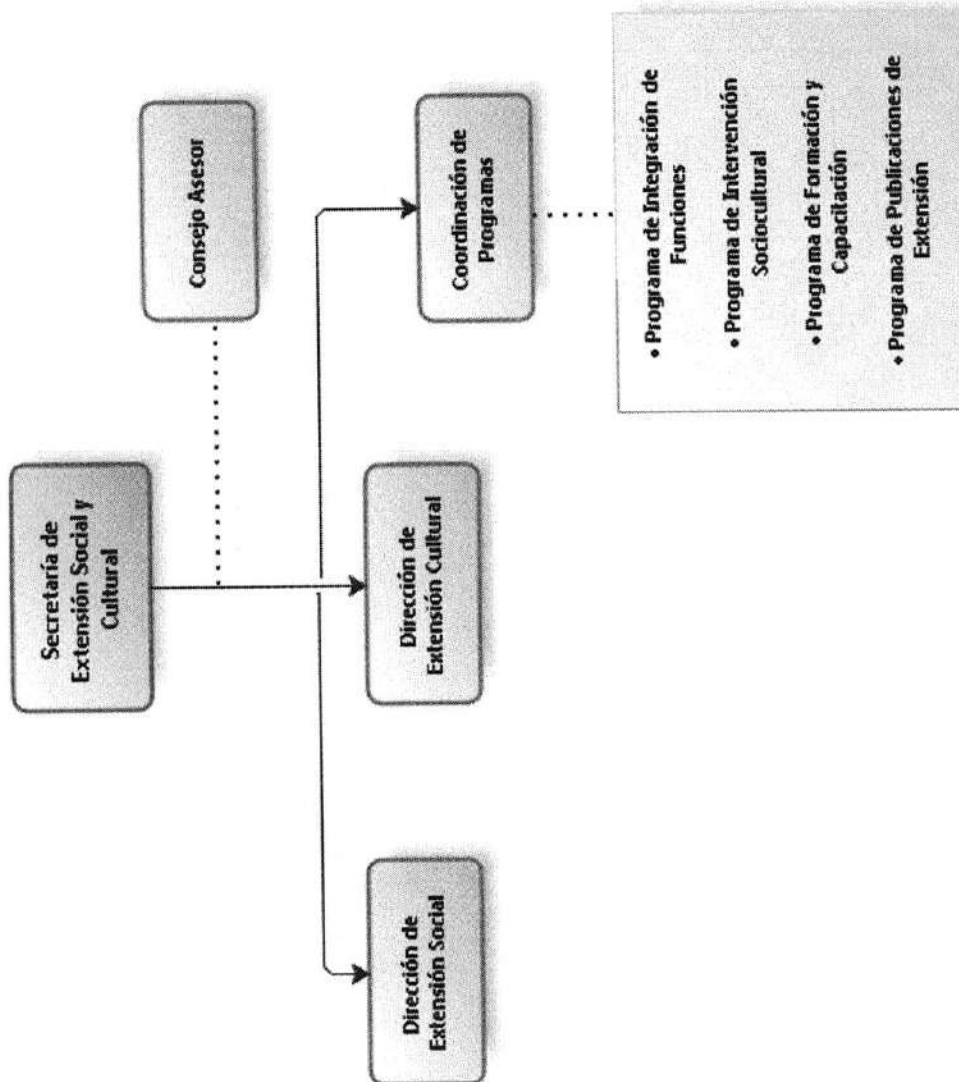 Secretaría de
Extensión Social y
Cultural
Consejo Asesor
Dirección de
Extensión Social
Dirección de
Extensión Cultural
Coordinación de
Programas
• Programa de Integración de
Funciones
• Programa de Intervención
Sociocultural
• Programa de Formación y
Capacitación
• Programa de Publicaciones de
Extensión